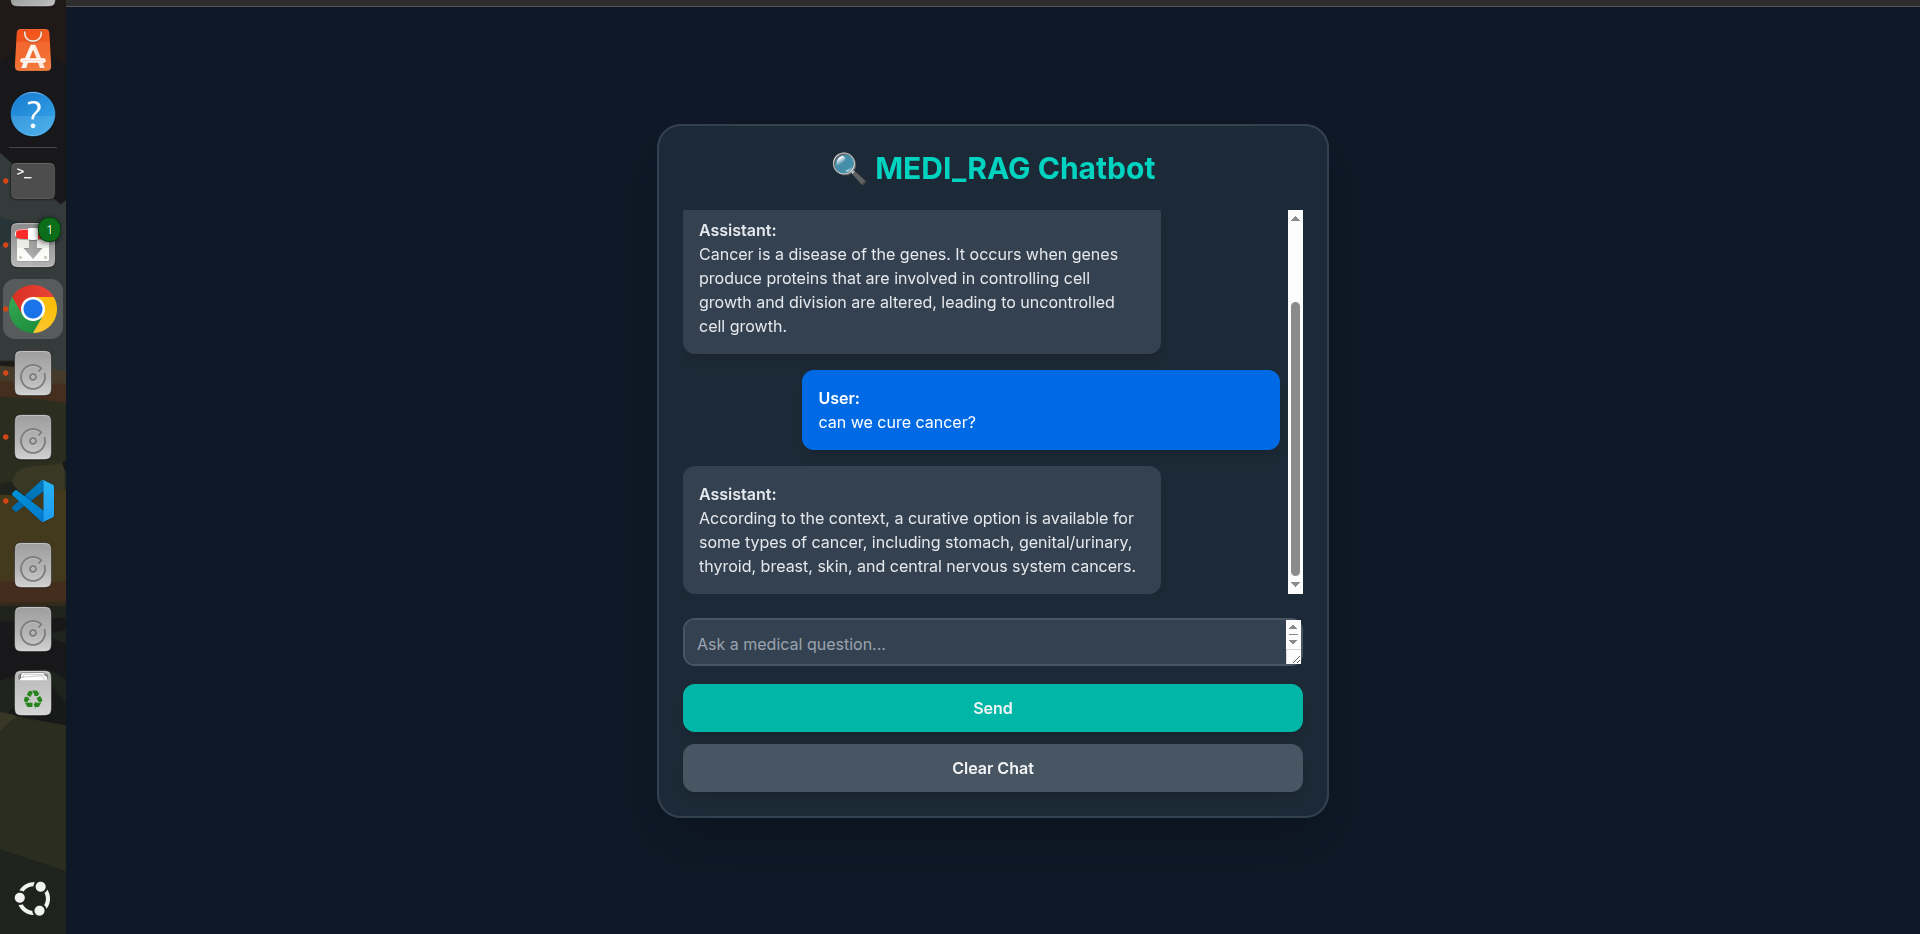 🔍 MEDI_RAG Chatbot
Assistant:
Cancer is a disease of the genes. It occurs when genes
produce proteins that are involved in controlling cell
growth and division are altered, leading to uncontrolled
cell growth.
User:
can we cure cancer?
Assistant:
According to the context, a curative option is available for
some types of cancer, including stomach, genital/urinary,
thyroid, breast, skin, and central nervous system cancers.
Ask a medical question...
Send
Clear Chat
A
?
>_
1